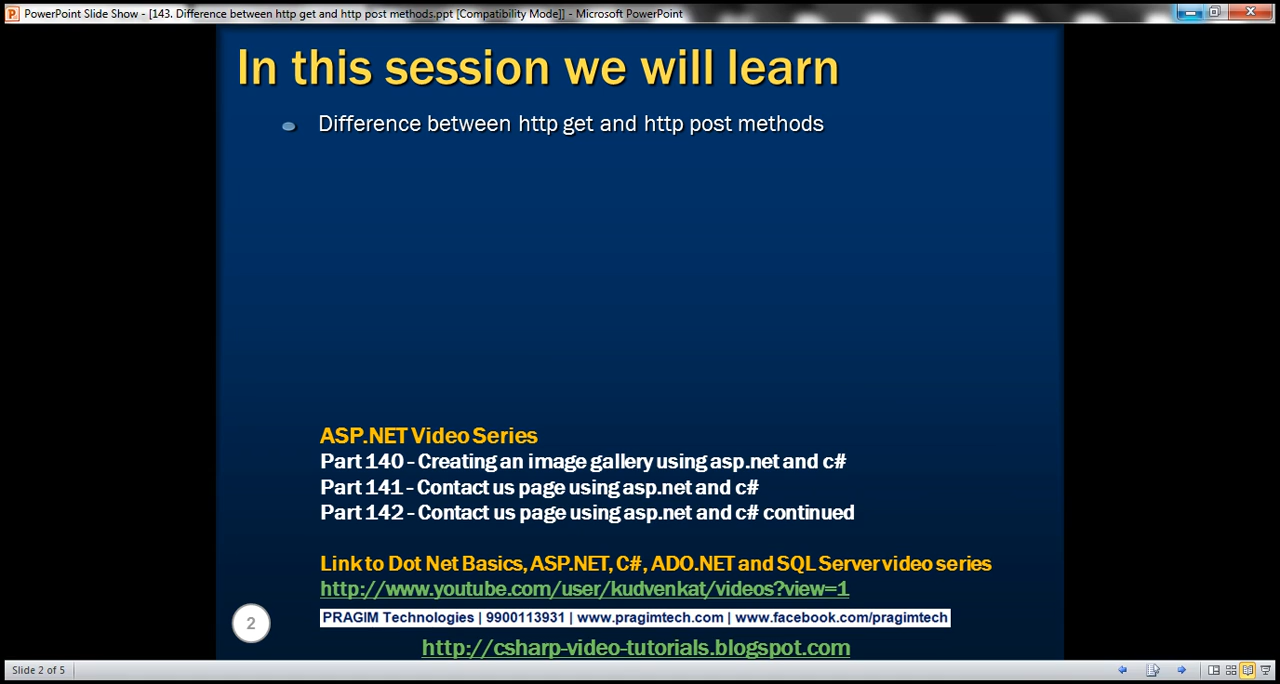 PowerPoint Slide Show - [143. Difference between http get and http post methods.ppt [Compatibility Mode]] - Microsoft PowerPoint
In this session we will learn
Difference between http get and http post methods
ASP.NET Video Series
Part 140 - Creating an image gallery using asp.net and c#
Part 141 - Contact us page using asp.net and c#
Part 142 - Contact us page using asp.net and c# continued
Link to Dot Net Basics, ASP.NET, C#, ADO.NET and SQL Server video series
http://www.youtube.com/user/kudvenkat/videos?view=1
PRAGIM Technologies | 9900113931 | www.pragimtech.com | www.facebook.com/pragimtech
2
http://csharp-video-tutorials.blogspot.com
Slide 2 of 5